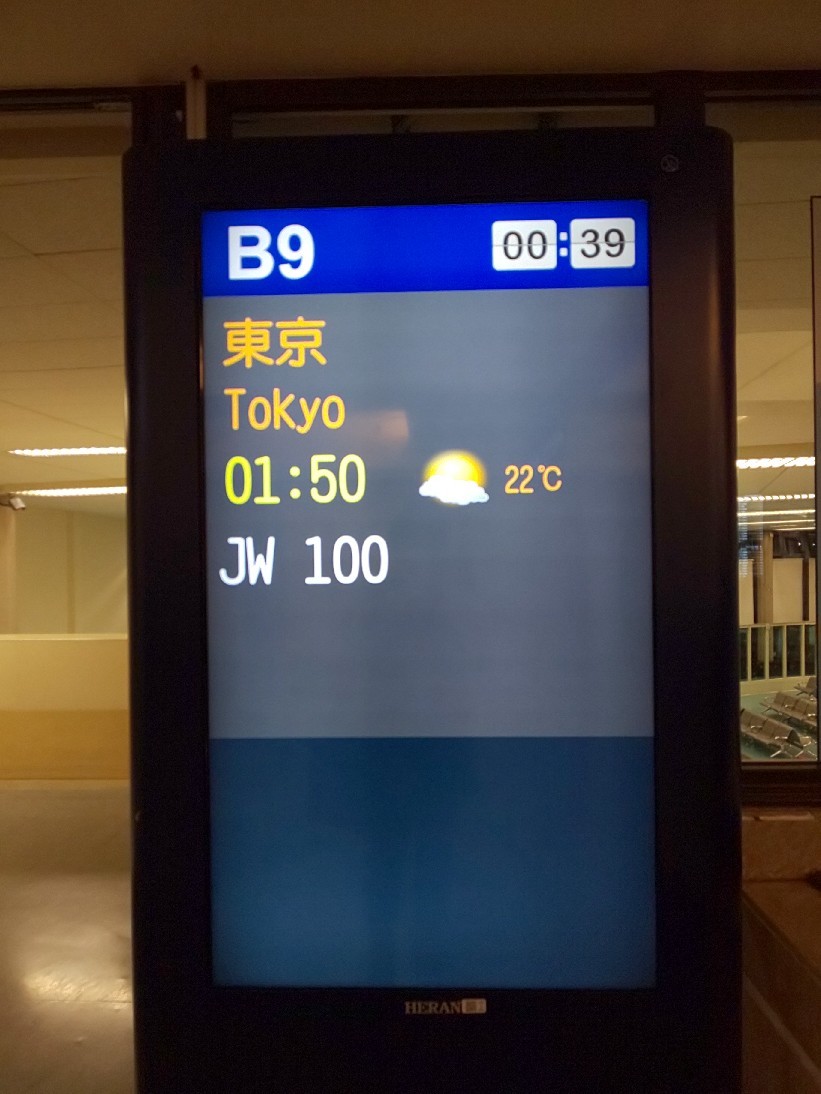 B9 00:39
東京
Tokyo
01:50 22℃
JW 100
HERAN